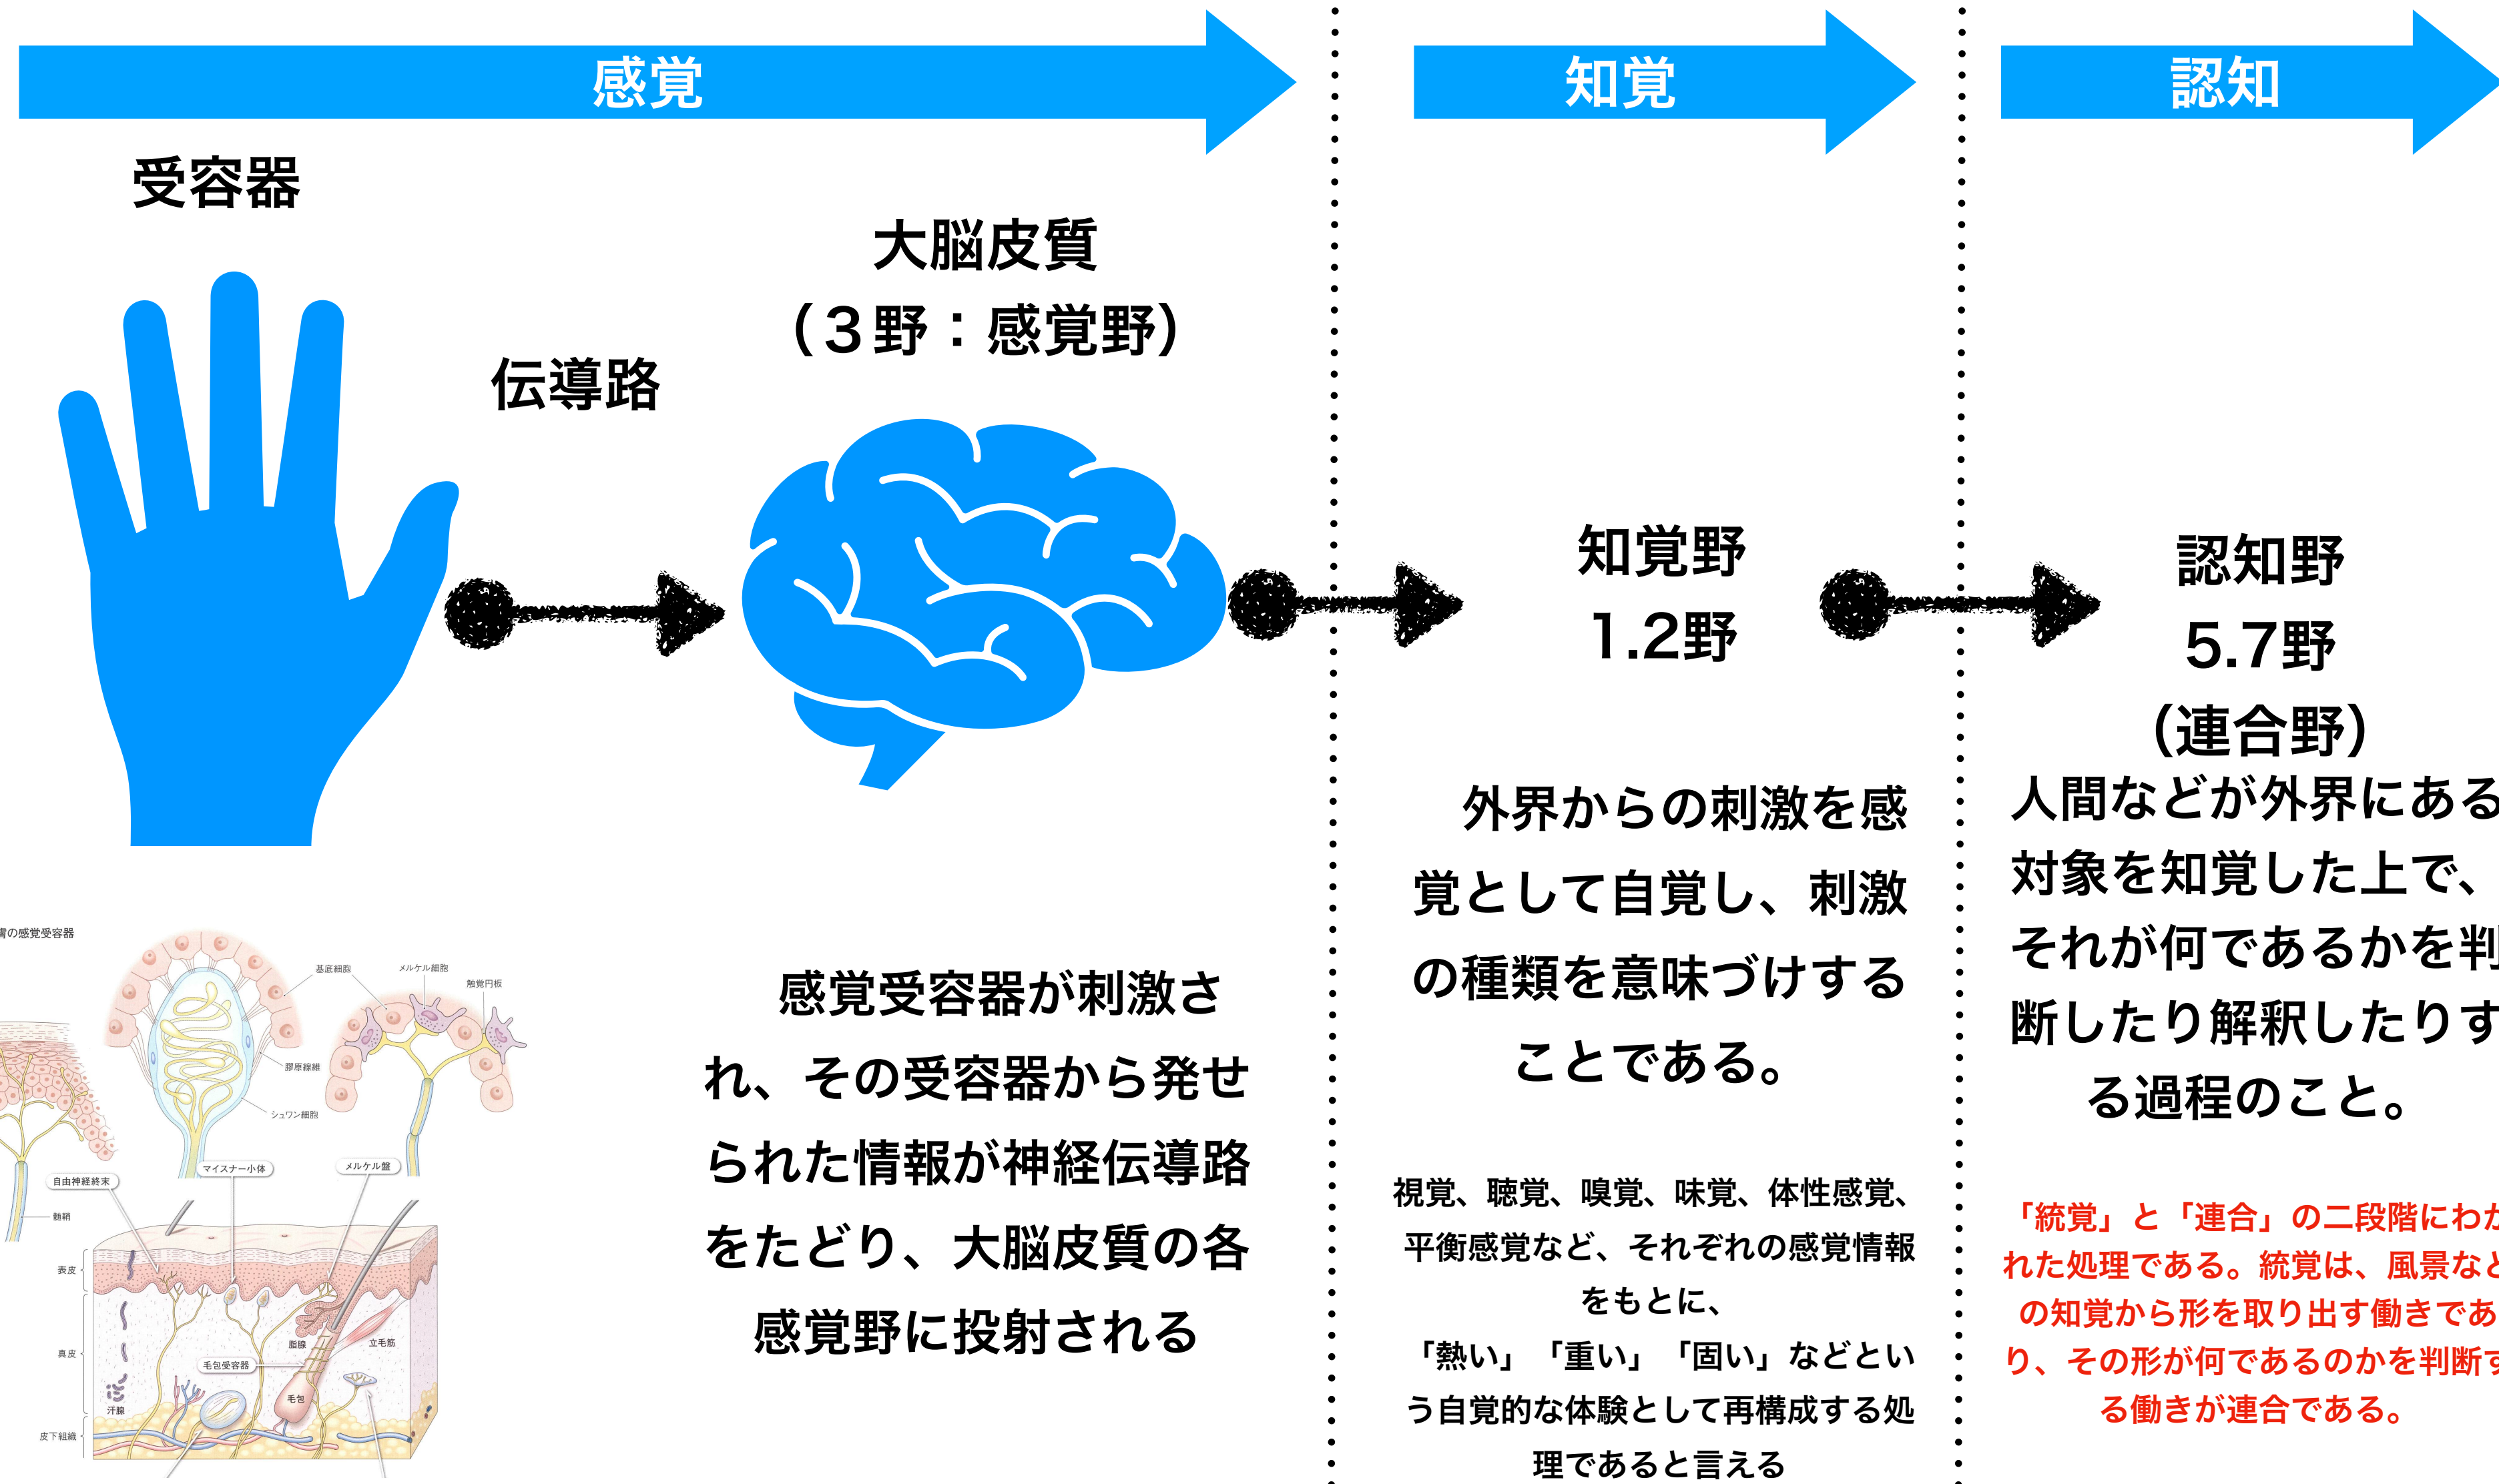 感覚
知覚
認知
受容器
伝導路
大脳皮質
（３野：感覚野）
感覚受容器が刺激さ
れ、その受容器から発せ
られた情報が神経伝導路
をたどり、大脳皮質の各
感覚野に投射される
知覚野
1.2野
外界からの刺激を感
覚として自覚し、刺激
の種類を意味づけする
ことである。
視覚、聴覚、嗅覚、味覚、体性感覚、
平衡感覚など、それぞれの感覚情報
をもとに、
「熱い」「重い」「固い」などとい
う自覚的な体験として再構成する処
理であると言える
認知野
5.7野
（連合野）
人間などが外界にある
対象を知覚した上で、
それが何であるかを判
断したり解釈したりす
る過程のこと。
「統覚」と「連合」の二段階にわか
れた処理である。統覚は、風景など
の知覚から形を取り出す働きであ
り、その形が何であるのかを判断す
る働きが連合である。
膚の感覚受容器
基底細胞
メルケル細胞
触覚円板
膠原線維
シュワン細胞
マイスナー小体
メルケル盤
自由神経終末
髄鞘
表皮
真皮
皮下組織
汗腺
脂腺
立毛筋
毛包受容器
毛包